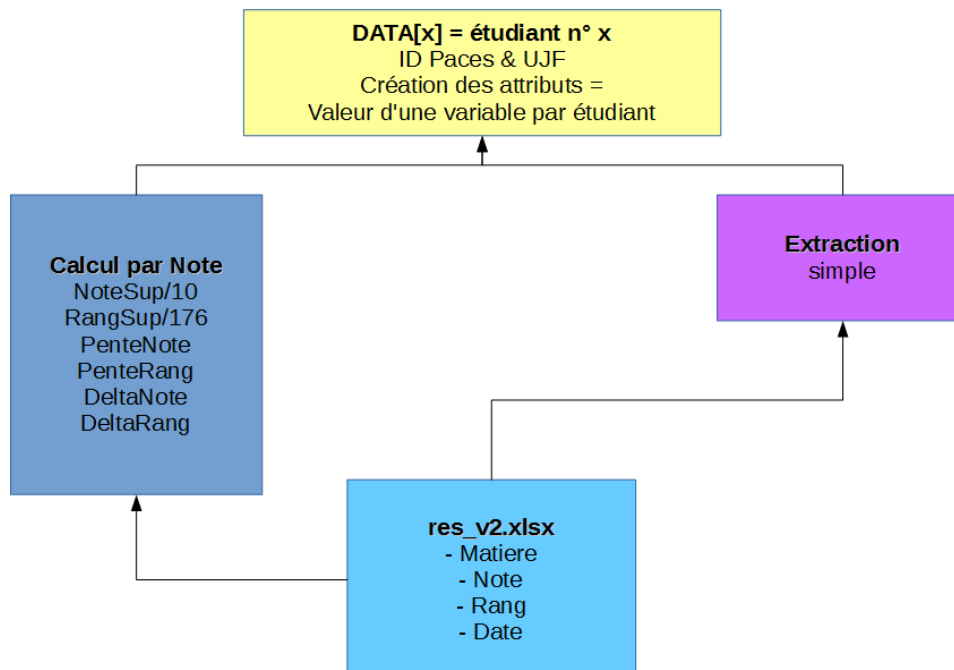 DATA[x] = étudiant n° x
ID Paces & UJF
Création des attributs =
Valeur d'une variable par étudiant
Calcul par Note
NoteSup/10
RangSup/176
PenteNote
PenteRang
DeltaNote
DeltaRang
Extraction
simple
res_v2.xlsx
- Matiere
- Note
- Rang
- Date